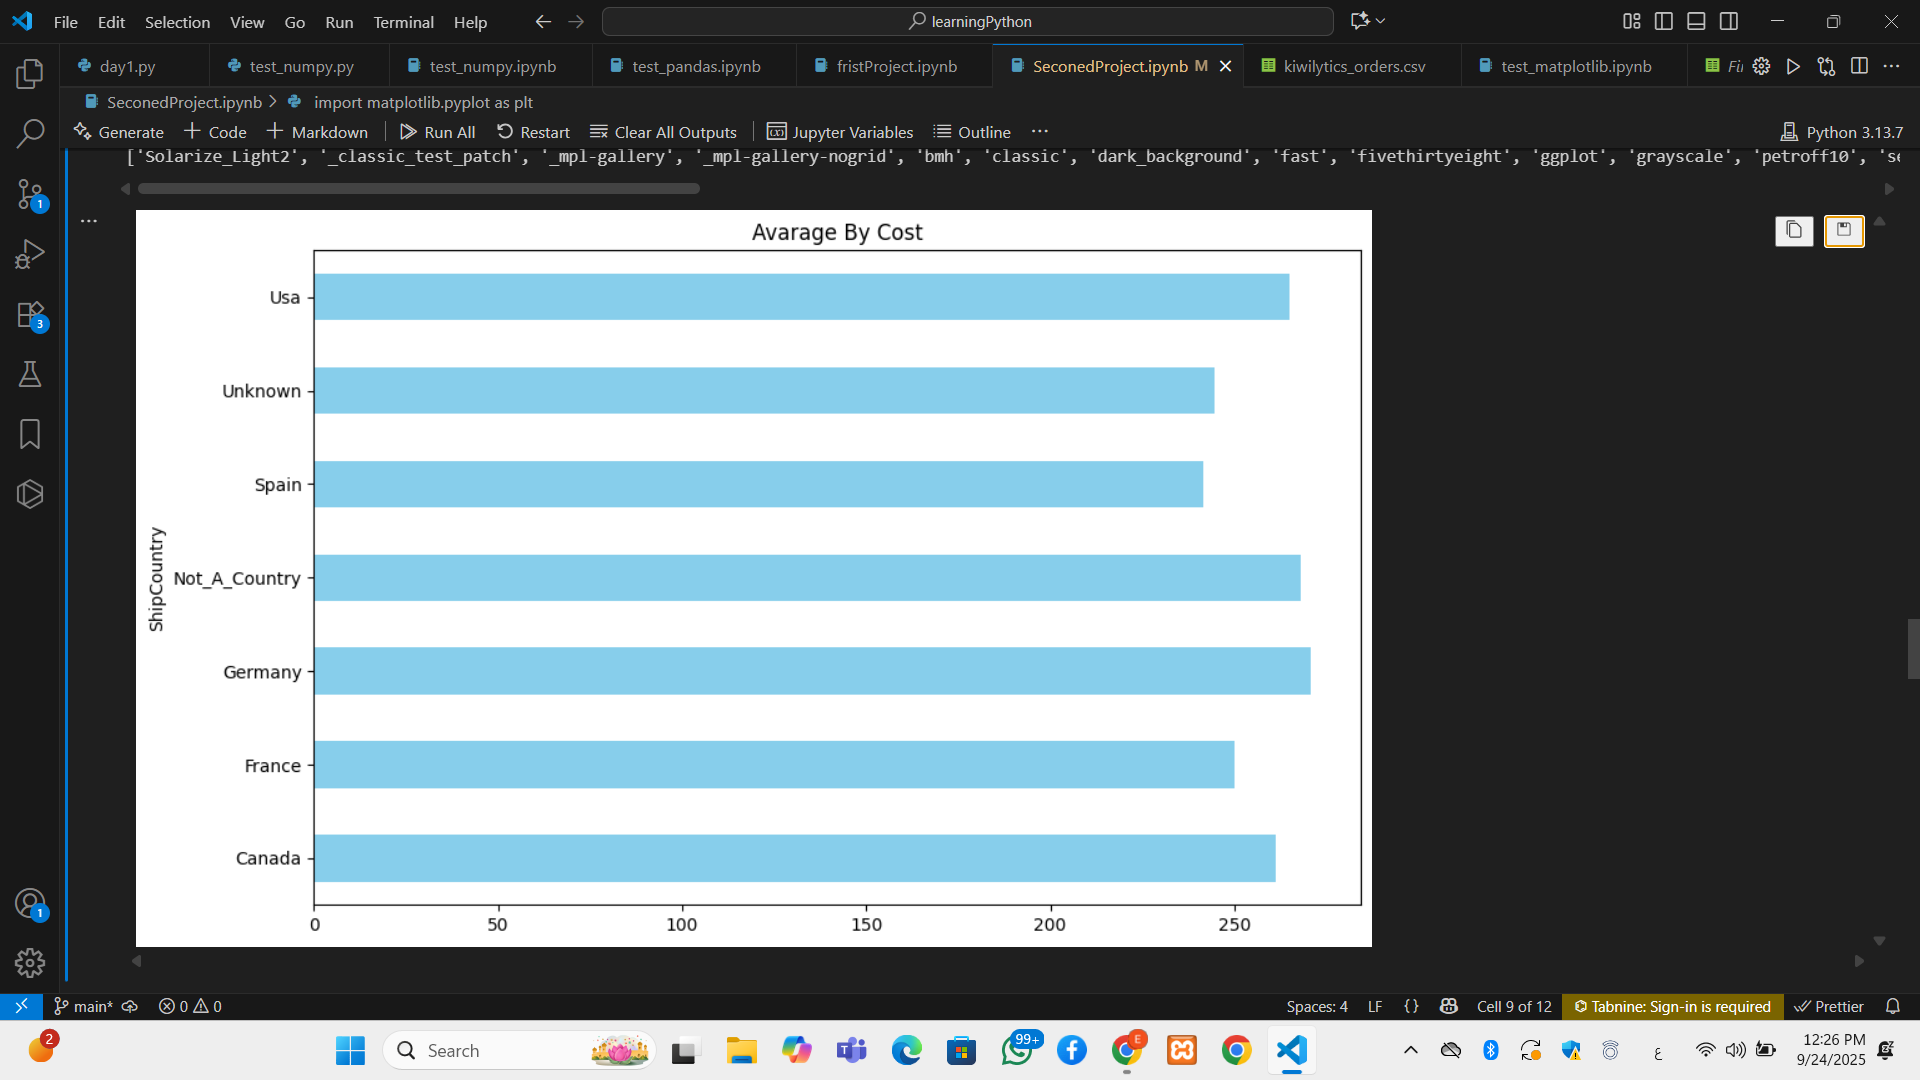 File Edit Selection View Go Run Terminal Help
learningPython
day1.py test_numpy.py test_numpy.ipynb test_pandas.ipynb fristProject.ipynb SeconedProject.ipynb M kiwilytics_orders.csv test_matplotlib.ipynb
SeconedProject.ipynb > import matplotlib.pyplot as plt
Generate + Code + Markdown Run All Restart Clear All Outputs Jupyter Variables Outline ... Python 3.13.7
['Solarize_Light2', '_classic_test_patch', '_mpl-gallery', '_mpl-gallery-nogrid', 'bmh', 'classic', 'dark_background', 'fast', 'fivethirtyeight', 'ggplot', 'grayscale', 'petroff10',
Avarage By Cost
Usa
Unknown
Spain
Not_A_Country
Germany
France
Canada
ShipCountry
0 50 100 150 200 250
1
3
1
main* 0 0 Spaces: 4 LF {} Cell 9 of 12 Tabnine: Sign-in is required Prettier
2
Search
99+
E
ع
12:26 PM
9/24/2025